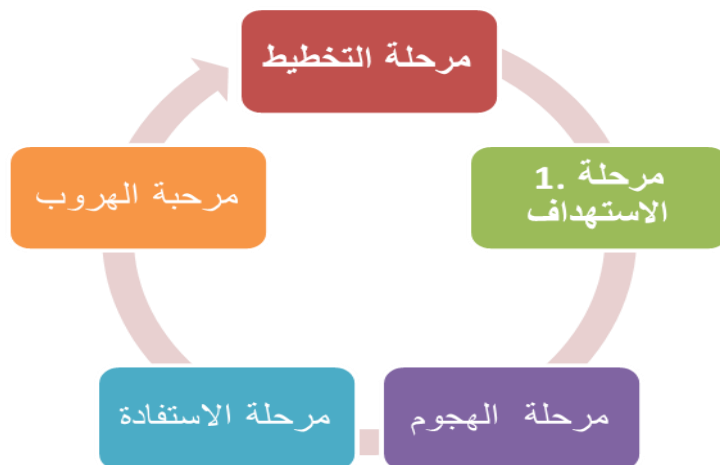 مرحلة التخطيط
1. مرحلة
الاستهداف
مرحلة الهجوم
مرحلة الاستفادة
مرحبة الهروب